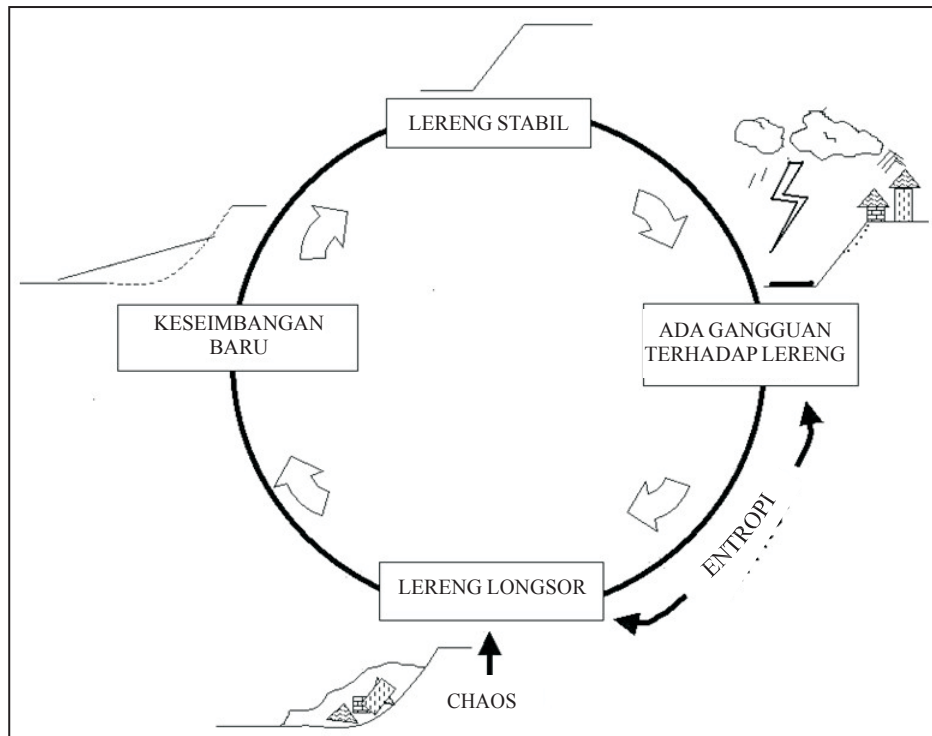 LERENG STABIL
KESEIMBANGAN
BARU
ADA GANGGUAN
TERHADAP LERENG
ENTROPI
LERENG LONGSOR
CHAOS